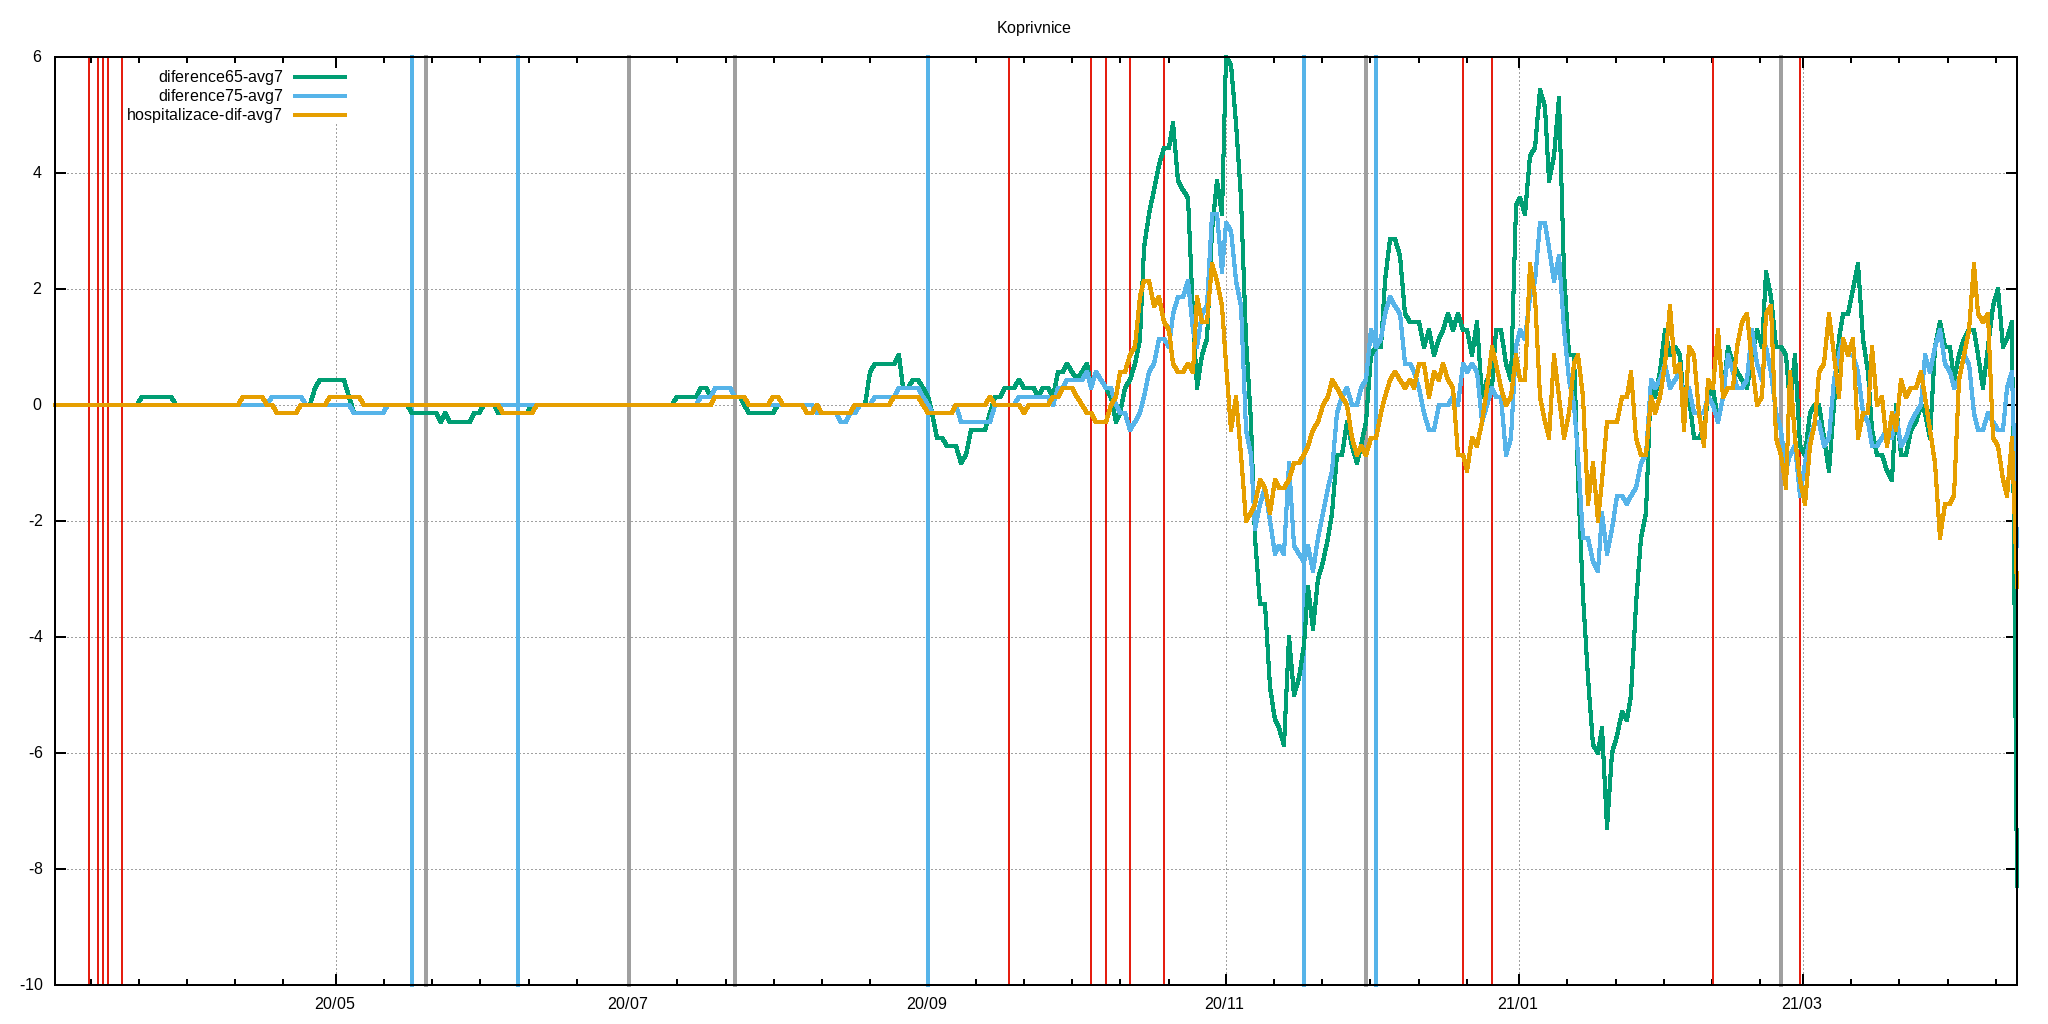 Koprivnice
6
diference65-avg7
diference75-avg7
hospitalizace-dif-avg7
4
2
0
-2
-4
-6
-8
-10
20/05 20/07 20/09 20/11 21/01 21/03